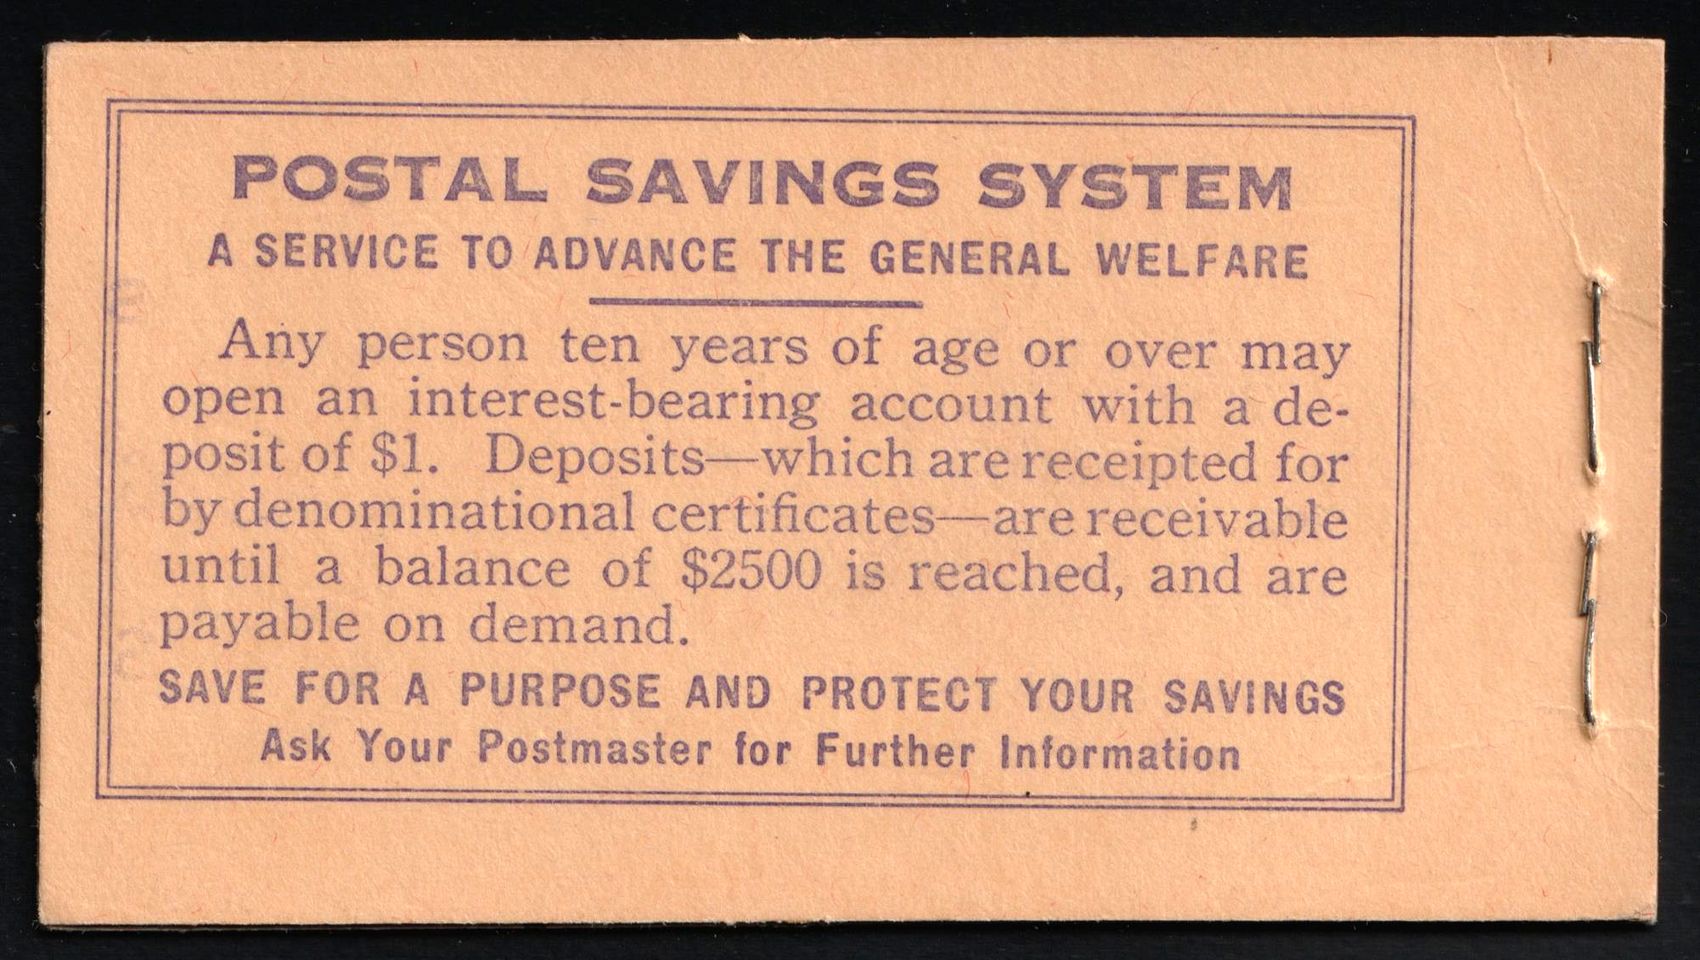 POSTAL SAVINGS SYSTEM
A SERVICE TO ADVANCE THE GENERAL WELFARE
Any person ten years of age or over may
open an interest-bearing account with a de-
posit of $1. Deposits—which are receipted for
by denominational certificates—are receivable
until a balance of $2500 is reached, and are
payable on demand.
SAVE FOR A PURPOSE AND PROTECT YOUR SAVINGS
Ask Your Postmaster for Further Information